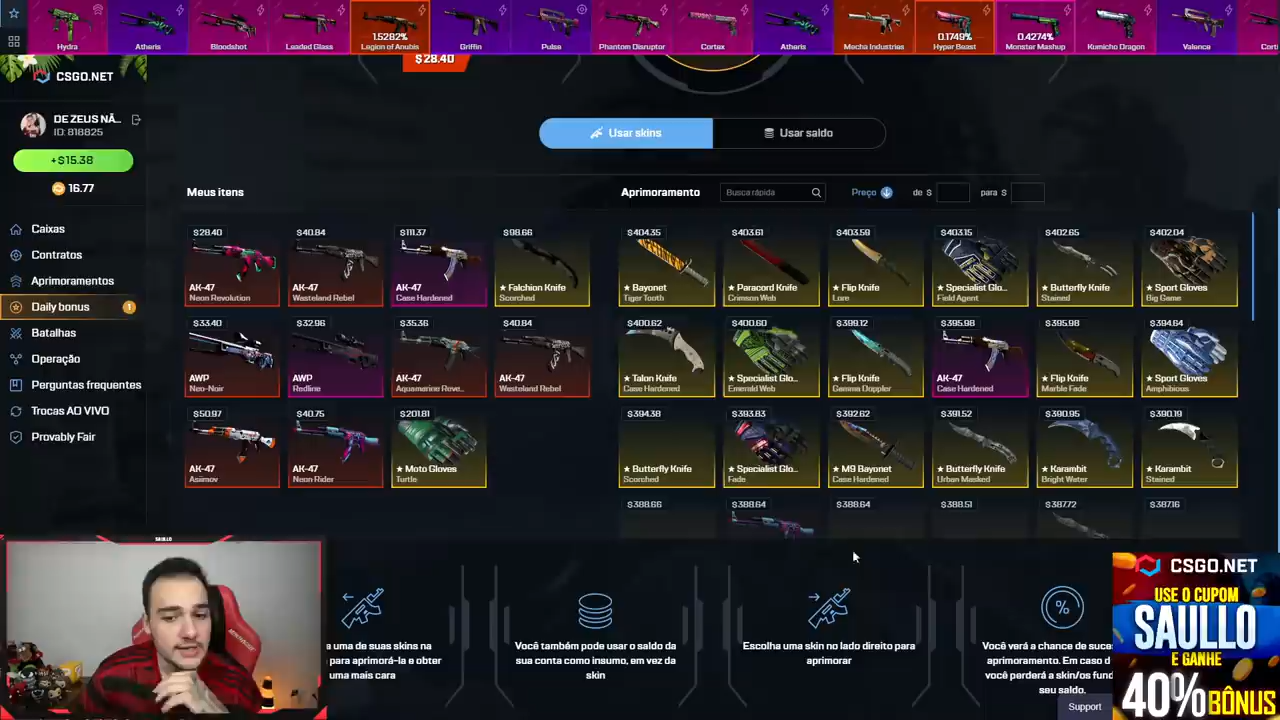 Hydra
Atheris
Bloodshot
Leaded Glass
1.5282%
Legion of Anubis
Griffin
Pulse
Phantom Disruptor
Cortex
Atheris
Mecha Industries
0.1749%
Hyper Beast
0.4274%
Monster Mashup
Kumicho Dragon
Valence
Corti
CSGO.NET
$28.40
DE ZEUS NÃ...
ID: 818825
+$15.38
16.77
Usar skins
Usar saldo
Meus itens
Aprimoramento
Busca rápida
Preço
de $
para $
Caixas
Contratos
Aprimoramentos
Daily bonus
1
Batalhas
Operação
Perguntas frequentes
Trocas AO VIVO
Provably Fair
$28.40
AK-47
Neon Revolution
$40.84
AK-47
Wasteland Rebel
$111.37
AK-47
Case Hardened
$98.66
★ Falchion Knife
Scorched
$33.40
AWP
Neo-Noir
$32.96
AWP
Redline
$35.36
AK-47
Aquamarine Reve...
$40.84
AK-47
Wasteland Rebel
$50.97
AK-47
Asiimov
$40.75
AK-47
Neon Rider
$201.81
★ Moto Gloves
Turtle
$404.35
★ Bayonet
Tiger Tooth
$403.61
★ Paracord Knife
Crimson Web
$403.59
★ Flip Knife
Lore
$403.15
★ Specialist Glo...
Field Agent
$402.65
★ Butterfly Knife
Stained
$402.04
★ Sport Gloves
Big Game
$400.62
★ Talon Knife
Case Hardened
$400.60
★ Specialist Glo...
Emerald Web
$399.12
★ Flip Knife
Gamma Doppler
$395.98
AK-47
Case Hardened
$395.98
★ Flip Knife
Marble Fade
$394.64
★ Sport Gloves
Amphibious
$394.38
★ Butterfly Knife
Scorched
$393.83
★ Specialist Glo...
Fade
$392.62
★ M9 Bayonet
Case Hardened
$391.52
★ Butterfly Knife
Urban Masked
$390.95
★ Karambit
Bright Water
$390.19
★ Karambit
Stained
$388.66
$388.64
$388.64
$388.51
$387.72
$387.16
SAULLO
a uma de suas skins na
para aprimorá-la e obter
uma mais cara
Você também pode usar o saldo
da sua conta como insumo, em vez da
skin
Escolha uma skin no lado direito para
aprimorar
Você verá a chance de suce
aprimoramento. Em caso d
você perderá a skin/os fund
seu saldo.
Support
CSGO.NET
USE O CUPOM
SAULLO
E GANHE
40% BÔNUS